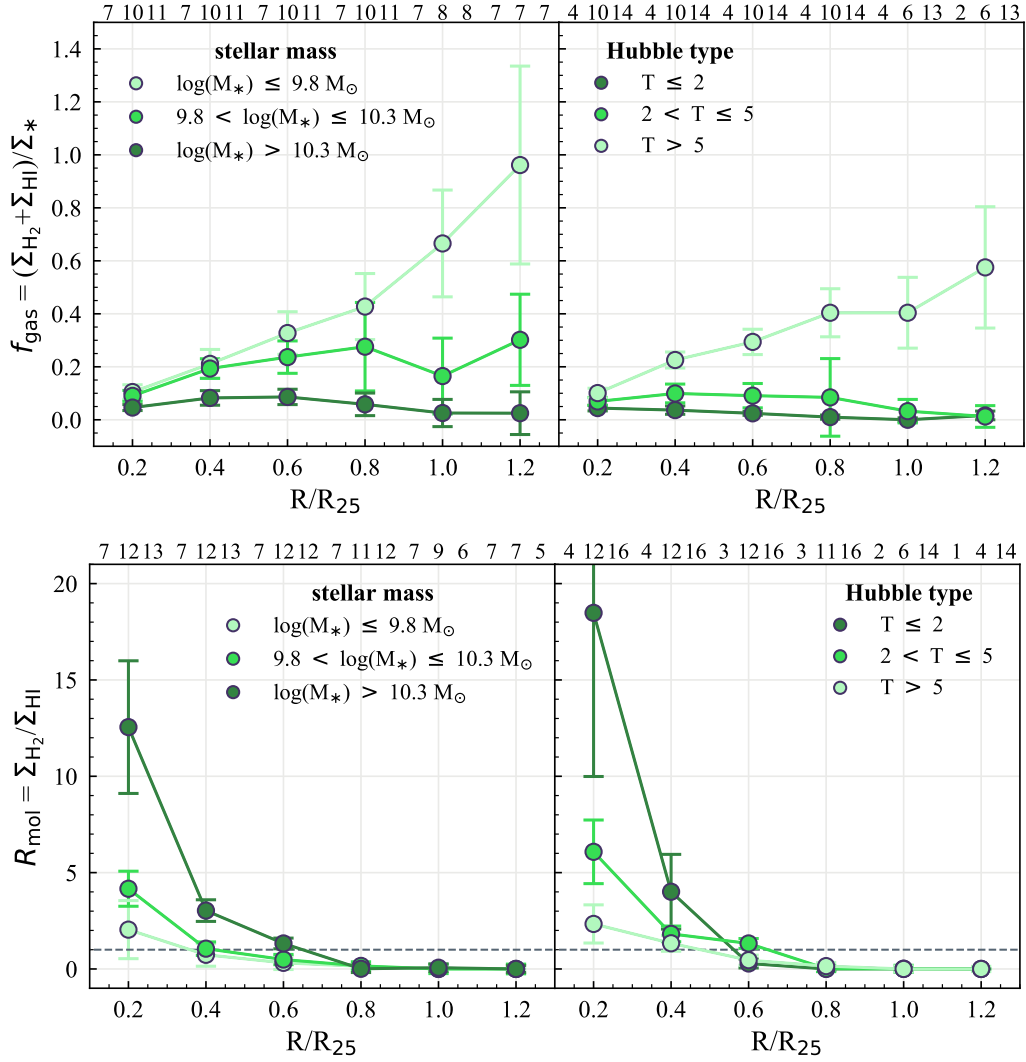 7 10 11 7 10 11 7 10 11 7 10 11 7 8 8 7 7 7
4 10 14 4 10 14 4 10 14 4 10 14 4 6 13 2 6 13
stellar mass
log(M∗) ≤ 9.8 M⊙
9.8 < log(M∗) ≤ 10.3 M⊙
log(M∗) > 10.3 M⊙
Hubble type
T ≤ 2
2 < T ≤ 5
T > 5
f_gas = (Σ_H₂ + Σ_HI)/Σ∗
1.4
1.2
1.0
0.8
0.6
0.4
0.2
0.0
0.2 0.4 0.6 0.8 1.0 1.2
0.2 0.4 0.6 0.8 1.0 1.2
R/R₂₅
R/R₂₅
7 12 13 7 12 13 7 12 12 7 11 12 7 9 6 7 7 5
4 12 16 4 12 16 3 12 16 3 11 16 2 6 14 1 4 14
stellar mass
log(M∗) ≤ 9.8 M⊙
9.8 < log(M∗) ≤ 10.3 M⊙
log(M∗) > 10.3 M⊙
Hubble type
T ≤ 2
2 < T ≤ 5
T > 5
R_mol = Σ_H₂/Σ_HI
20
15
10
5
0
0.2 0.4 0.6 0.8 1.0 1.2
0.2 0.4 0.6 0.8 1.0 1.2
R/R₂₅
R/R₂₅